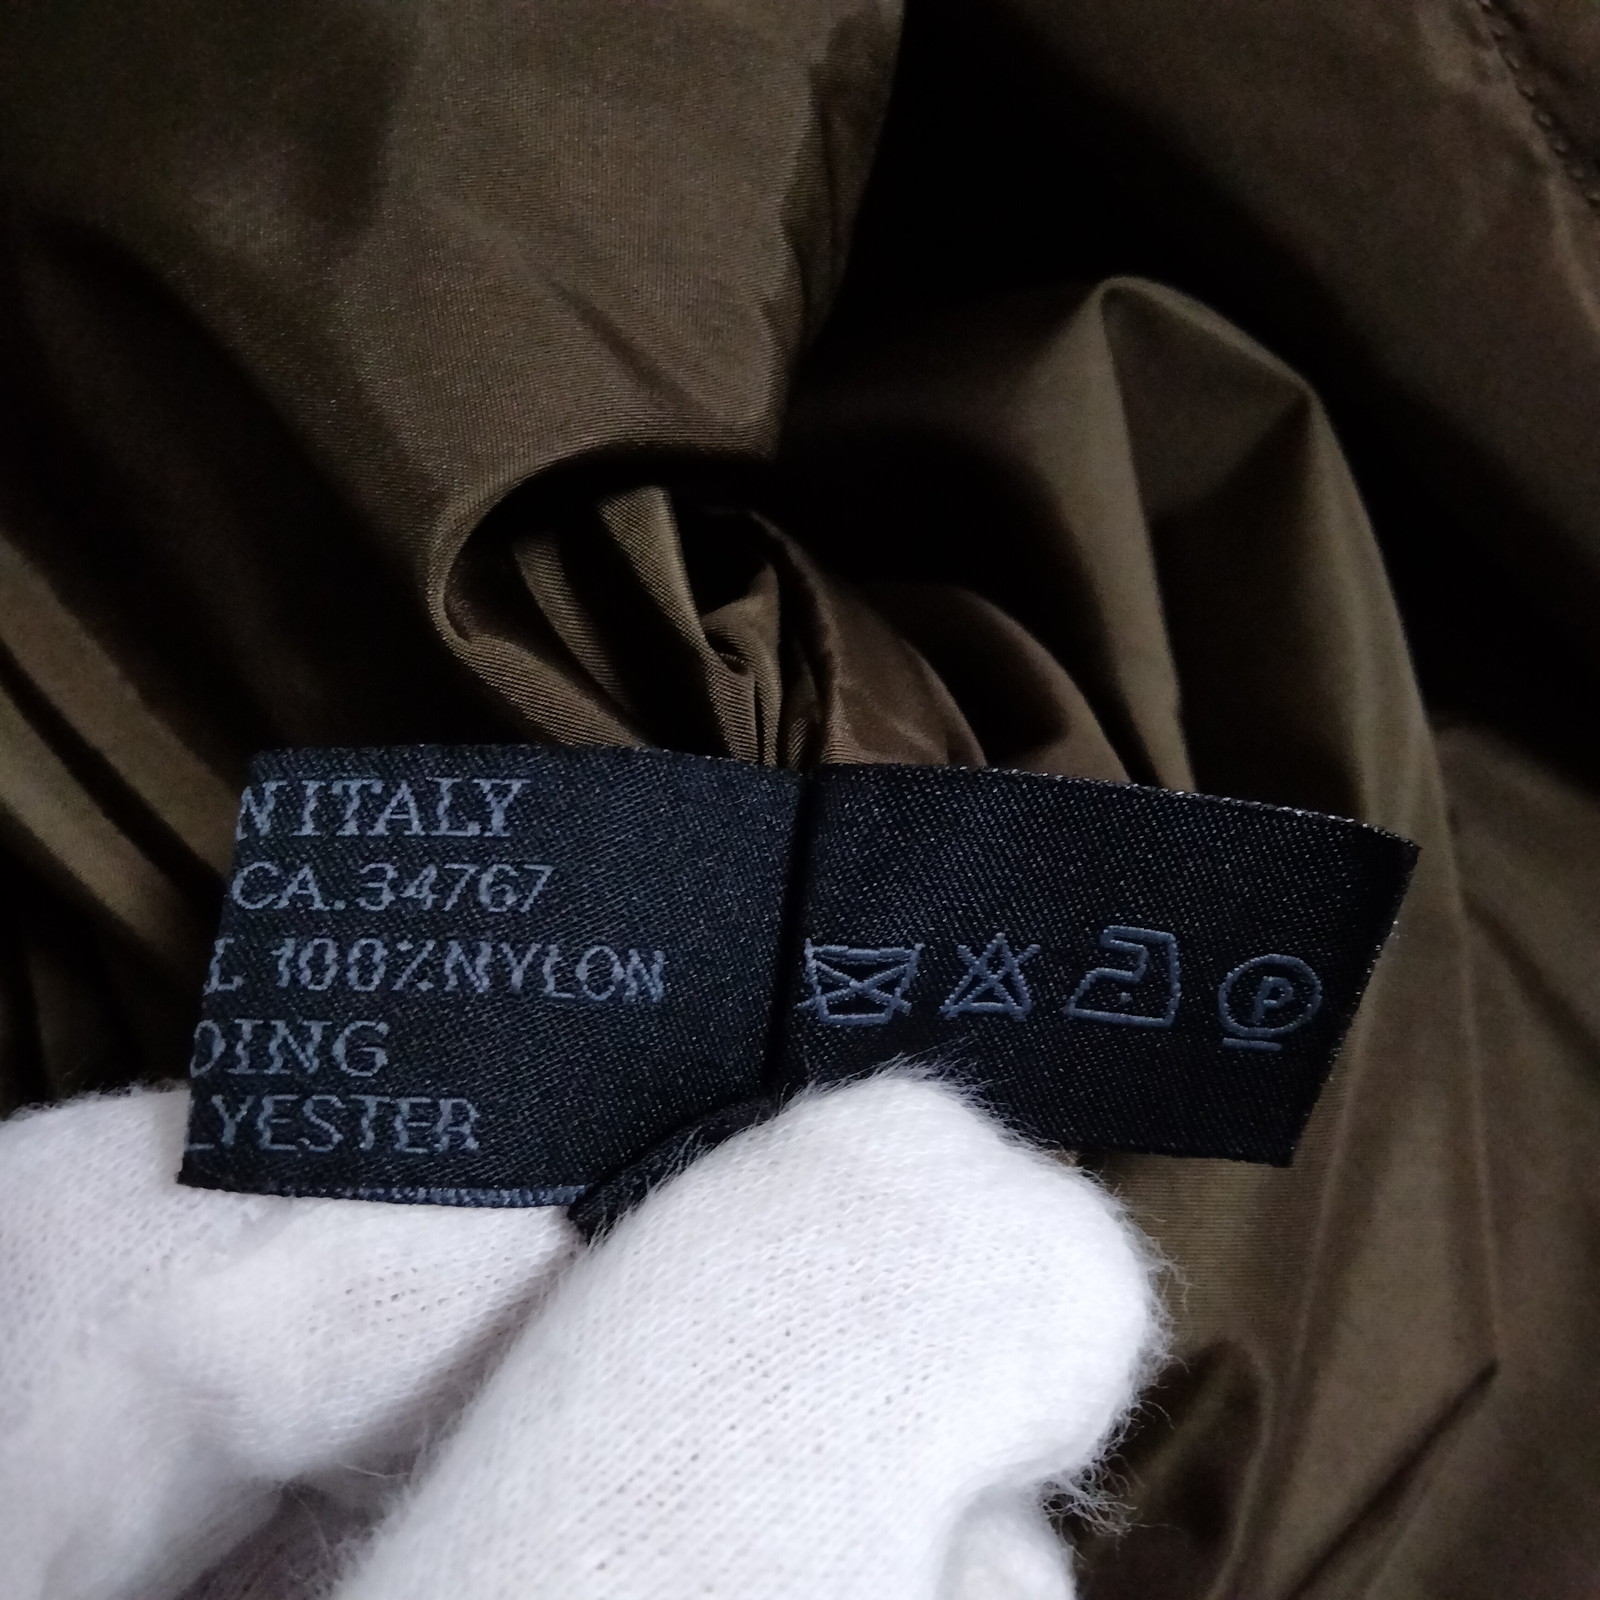 N ITALY
CA. 34767
L 100% NYLON
DING
LYESTER
P